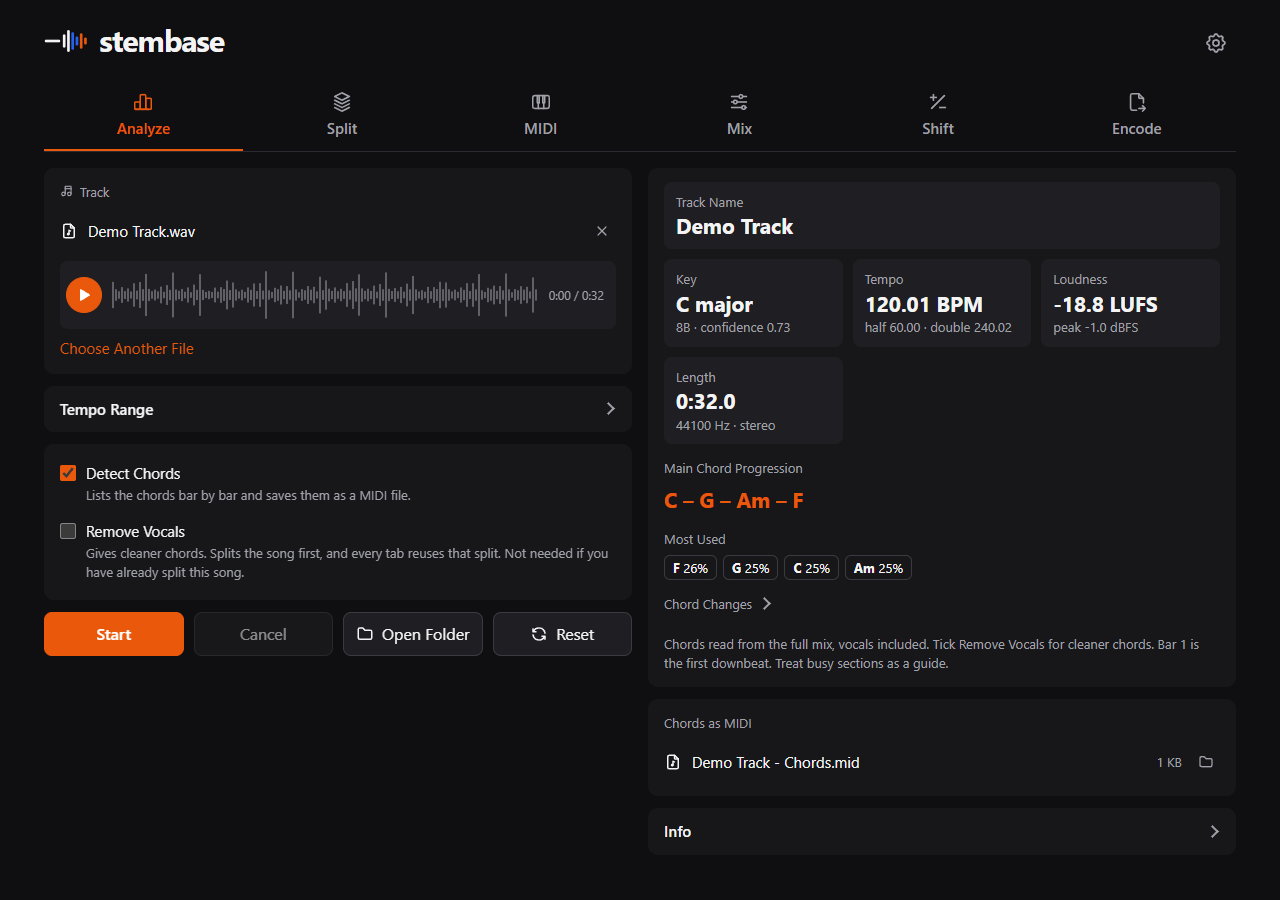 stembase
Analyze
Split
MIDI
Mix
Shift
Encode
Track
Demo Track.wav
0:00 / 0:32
Choose Another File
Tempo Range
Detect Chords
Lists the chords bar by bar and saves them as a MIDI file.
Remove Vocals
Gives cleaner chords. Splits the song first, and every tab reuses that split. Not needed if you
have already split this song.
Start
Cancel
Open Folder
Reset
Track Name
Demo Track
Key
C major
8B · confidence 0.73
Tempo
120.01 BPM
half 60.00 · double 240.02
Loudness
-18.8 LUFS
peak -1.0 dBFS
Length
0:32.0
44100 Hz · stereo
Main Chord Progression
C – G – Am – F
Most Used
F 26%
G 25%
C 25%
Am 25%
Chord Changes
Chords read from the full mix, vocals included. Tick Remove Vocals for cleaner chords. Bar 1 is
the first downbeat. Treat busy sections as a guide.
Chords as MIDI
Demo Track - Chords.mid
1 KB
Info